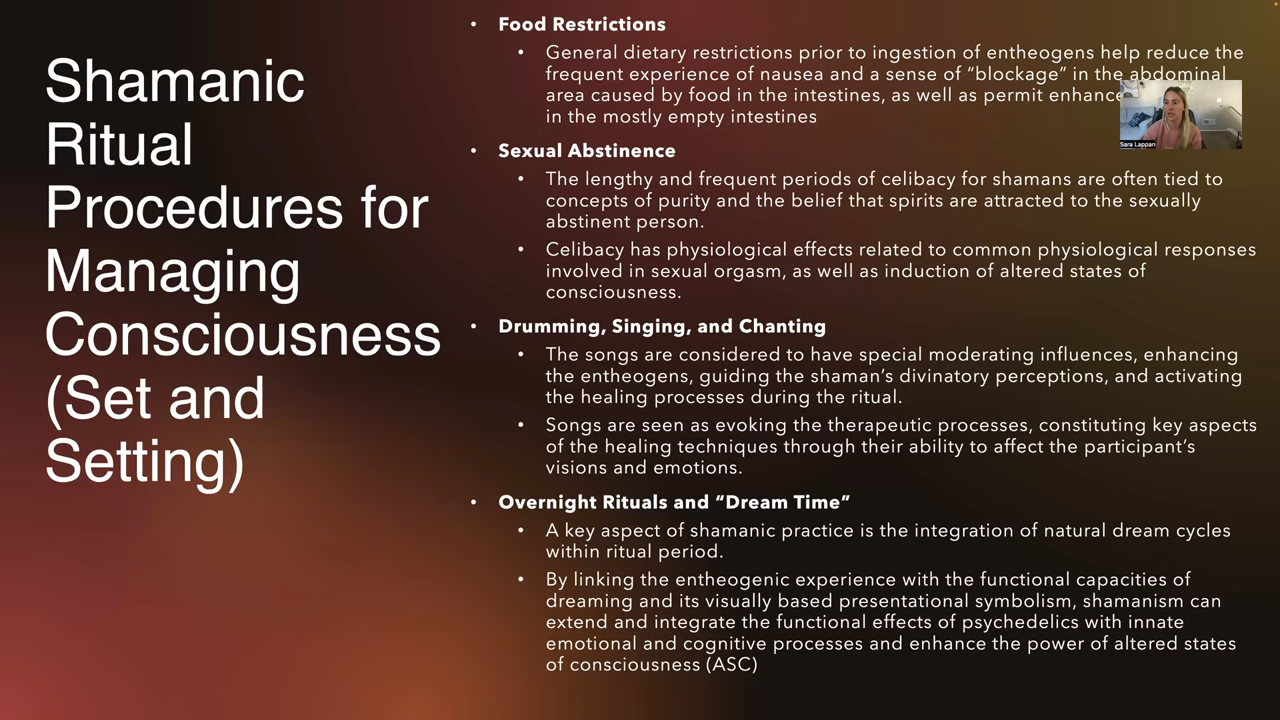 Shamanic
Ritual
Procedures for
Managing
Consciousness
(Set and
Setting)
• Food Restrictions
• General dietary restrictions prior to ingestion of entheogens help reduce the
frequent experience of nausea and a sense of “blockage” in the abdominal
area caused by food in the intestines, as well as permit
in the mostly empty intestines
• Sexual Abstinence
• The lengthy and frequent periods of celibacy for shamans are often tied to
concepts of purity and the belief that spirits are attracted to the sexually
abstinent person.
• Celibacy has physiological effects related to common physiological responses
involved in sexual orgasm, as well as induction of altered states of
consciousness.
• Drumming, Singing, and Chanting
• The songs are considered to have special moderating influences, enhancing
the entheogens, guiding the shaman’s divinatory perceptions, and activating
the healing processes during the ritual.
• Songs are seen as evoking the therapeutic processes, constituting key aspects
of the healing techniques through their ability to affect the participant’s
visions and emotions.
• Overnight Rituals and “Dream Time”
• A key aspect of shamanic practice is the integration of natural dream cycles
within ritual period.
• By linking the entheogenic experience with the functional capacities of
dreaming and its visually based presentational symbolism, shamanism can
extend and integrate the functional effects of psychedelics with innate
emotional and cognitive processes and enhance the power of altered states
of consciousness (ASC)
Sara Lappan